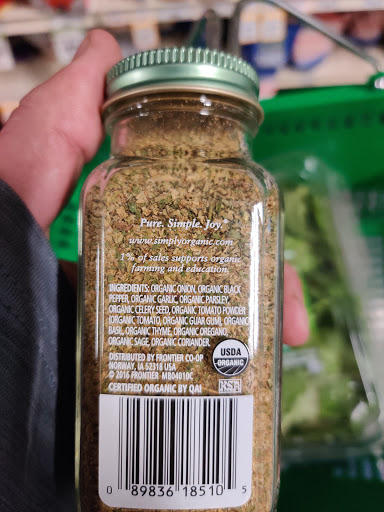 Pure. Simple. Joy.®
www.simplyorganic.com
1% of sales supports organic
farming and education.
INGREDIENTS: ORGANIC ONION, ORGANIC BLACK
PEPPER, ORGANIC GARLIC, ORGANIC PARSLEY,
ORGANIC CELERY SEED, ORGANIC TOMATO POWDER
(ORGANIC TOMATO, ORGANIC GUAR GUM), ORGANIC
BASIL, ORGANIC THYME, ORGANIC OREGANO,
ORGANIC SAGE, ORGANIC CORIANDER.
DISTRIBUTED BY FRONTIER CO-OP
NORWAY, IA 52318 USA
© 2016 FRONTIER MB04010C
CERTIFIED ORGANIC BY QAI
USDA
ORGANIC
KSA
0 89836 18510 5